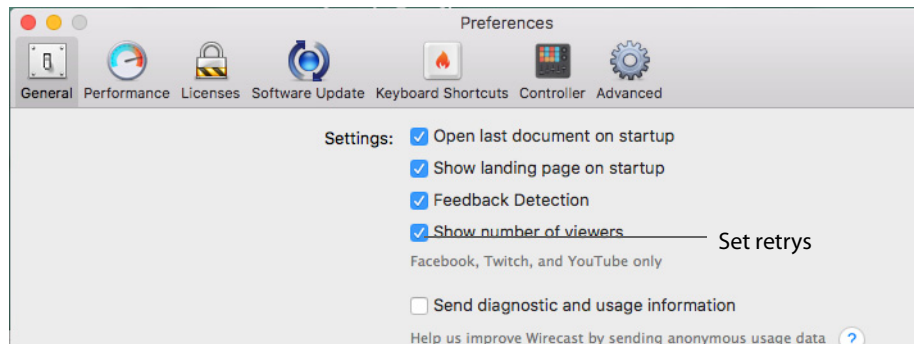 Preferences
General Performance Licenses Software Update Keyboard Shortcuts Controller Advanced
Settings: Open last document on startup
Show landing page on startup
Feedback Detection
Show number of viewers
Set retrys
Facebook, Twitch, and YouTube only
Send diagnostic and usage information
Help us improve Wirecast by sending anonymous usage data ?